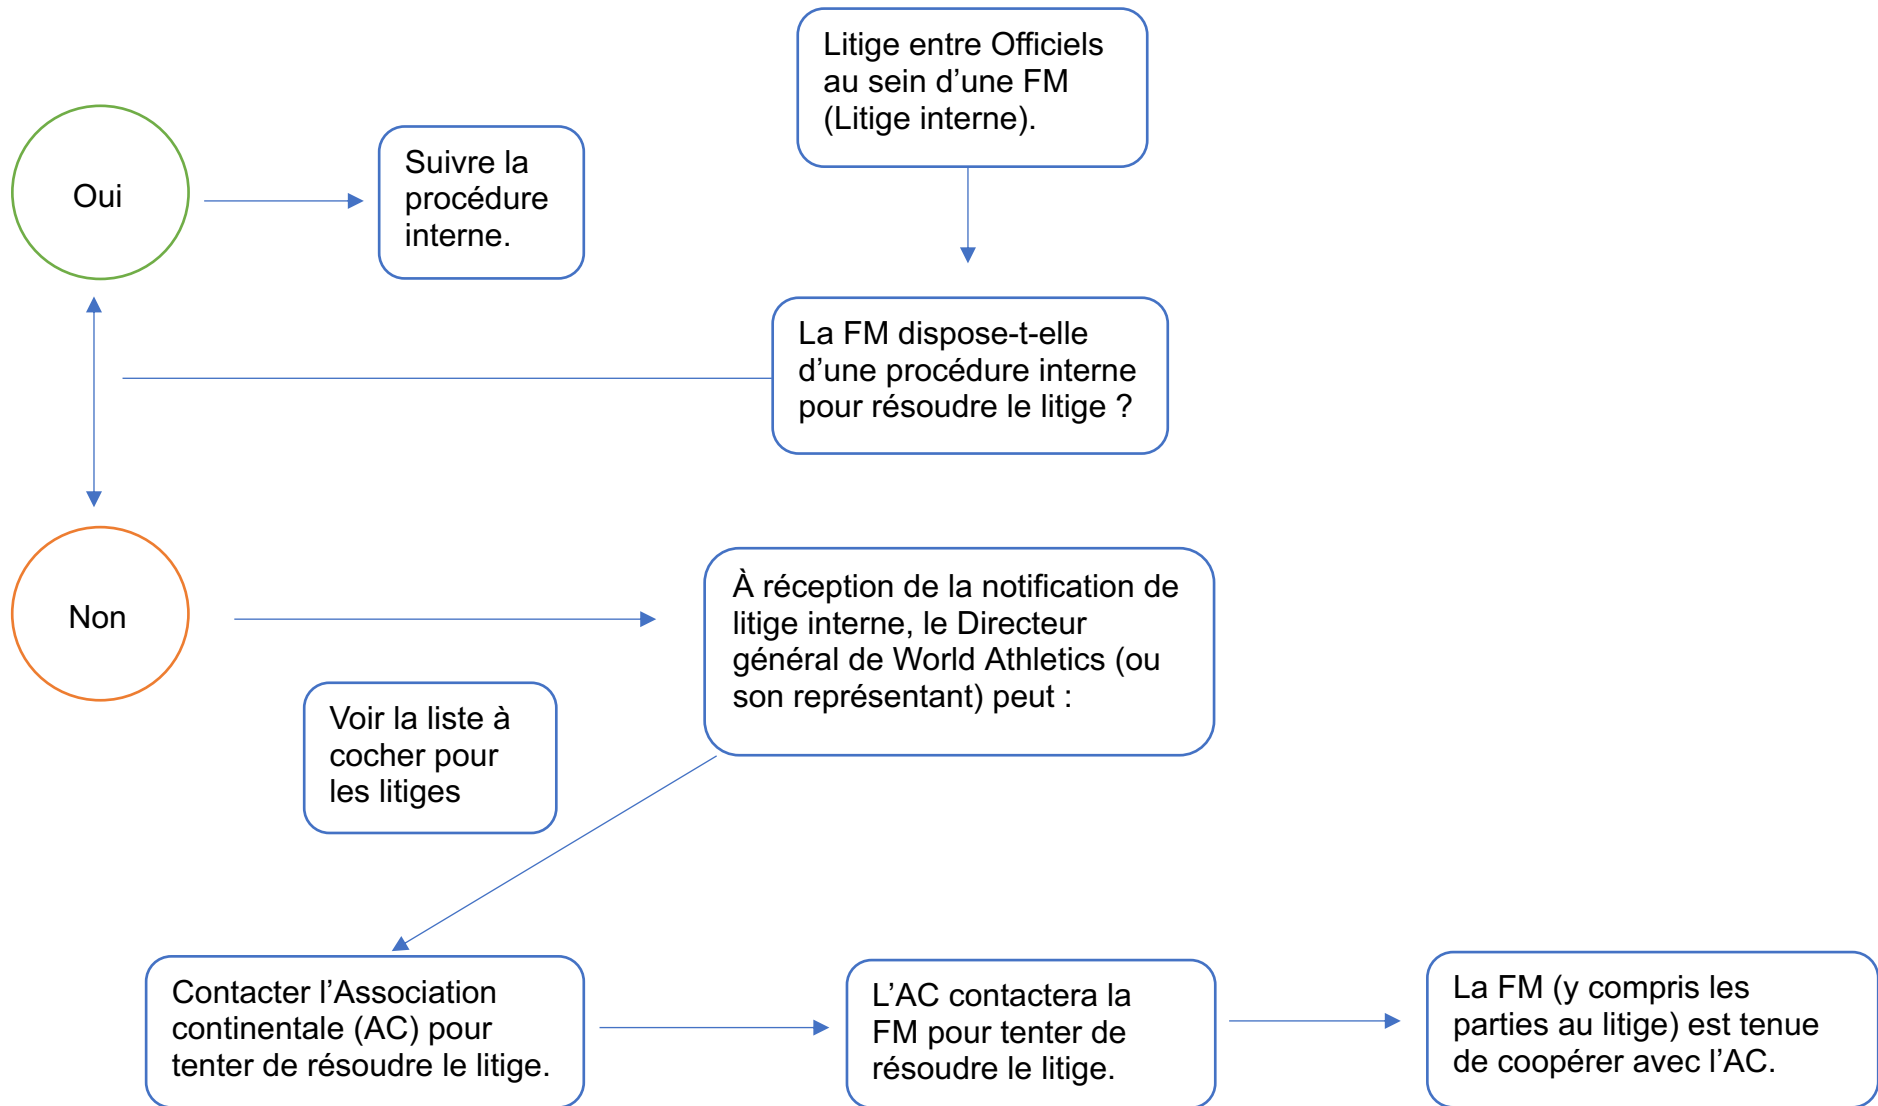 Litige entre Officiels
au sein d’une FM
(Litige interne).
Oui
Suivre la
procédure
interne.
La FM dispose-t-elle
d’une procédure interne
pour résoudre le litige ?
Non
À réception de la notification de
litige interne, le Directeur
général de World Athletics (ou
son représentant) peut :
Voir la liste à
cocher pour
les litiges
Contacter l’Association
continentale (AC) pour
tenter de résoudre le litige.
L’AC contactera la
FM pour tenter de
résoudre le litige.
La FM (y compris les
parties au litige) est tenue
de coopérer avec l’AC.